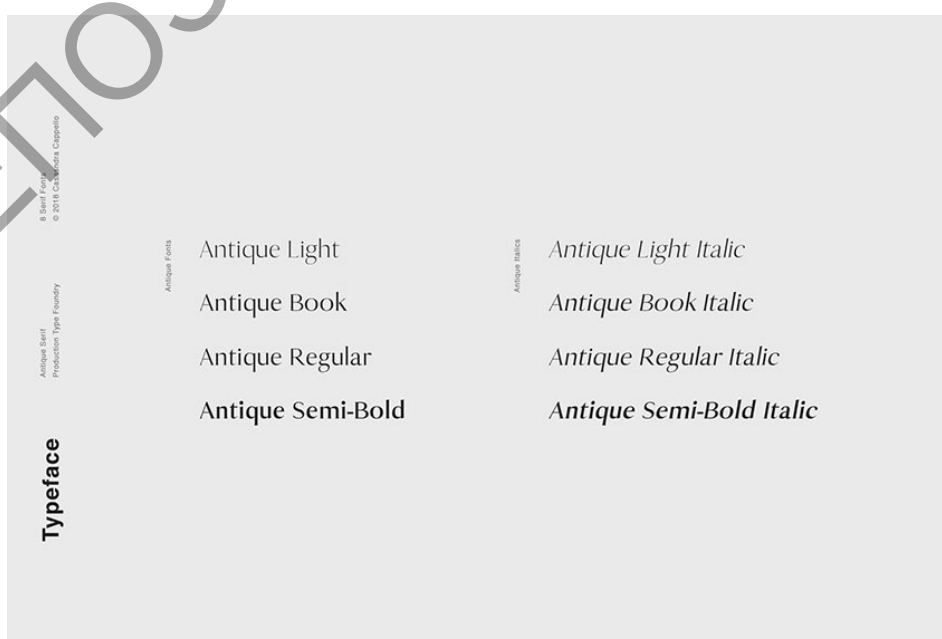 8 Serif Fonts
© 2018 Cassandra Cappello
Antique Serif
Production Type Foundry
Typeface
Antique Fonts
Antique Light
Antique Book
Antique Regular
Antique Semi-Bold
Antique Italics
Antique Light Italic
Antique Book Italic
Antique Regular Italic
Antique Semi-Bold Italic